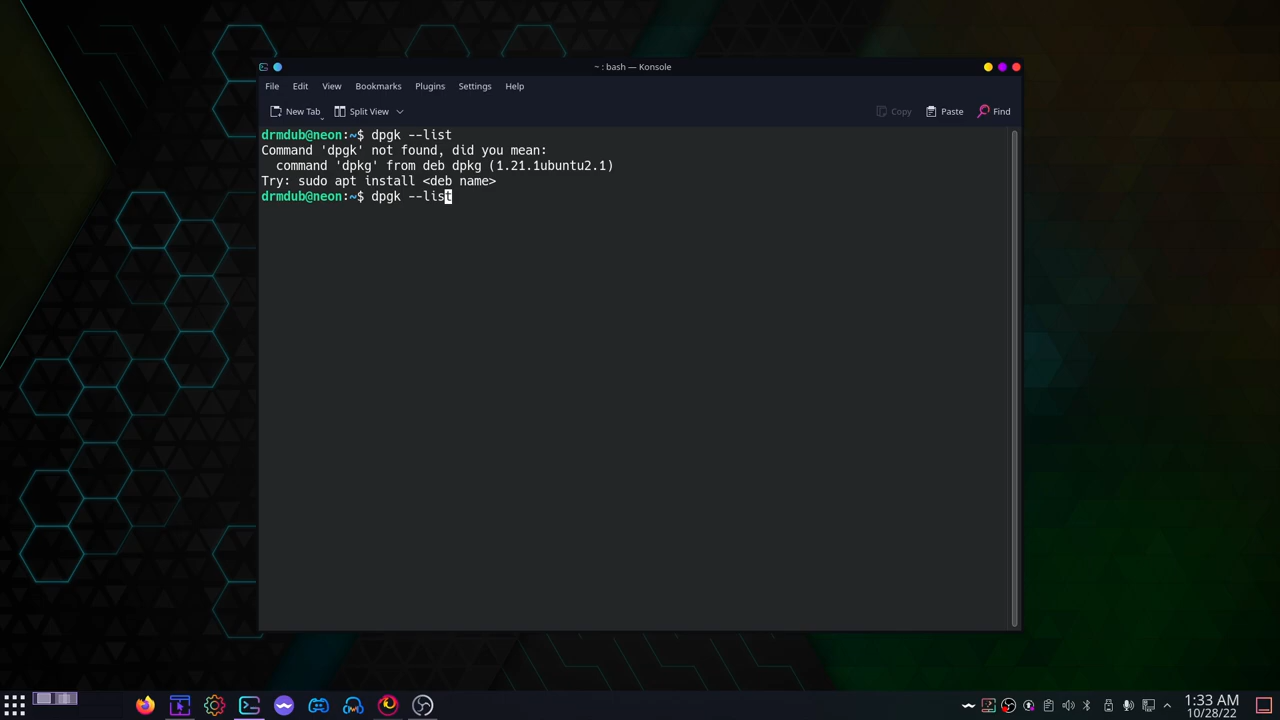 ~ : bash — Konsole
File Edit View Bookmarks Plugins Settings Help
New Tab Split View Copy Paste Find
drmdub@neon:~$ dpgk --list
Command 'dpgk' not found, did you mean:
command 'dpkg' from deb dpkg (1.21.1ubuntu2.1)
Try: sudo apt install <deb name>
drmdub@neon:~$ dpgk --list
1:33 AM
10/28/22